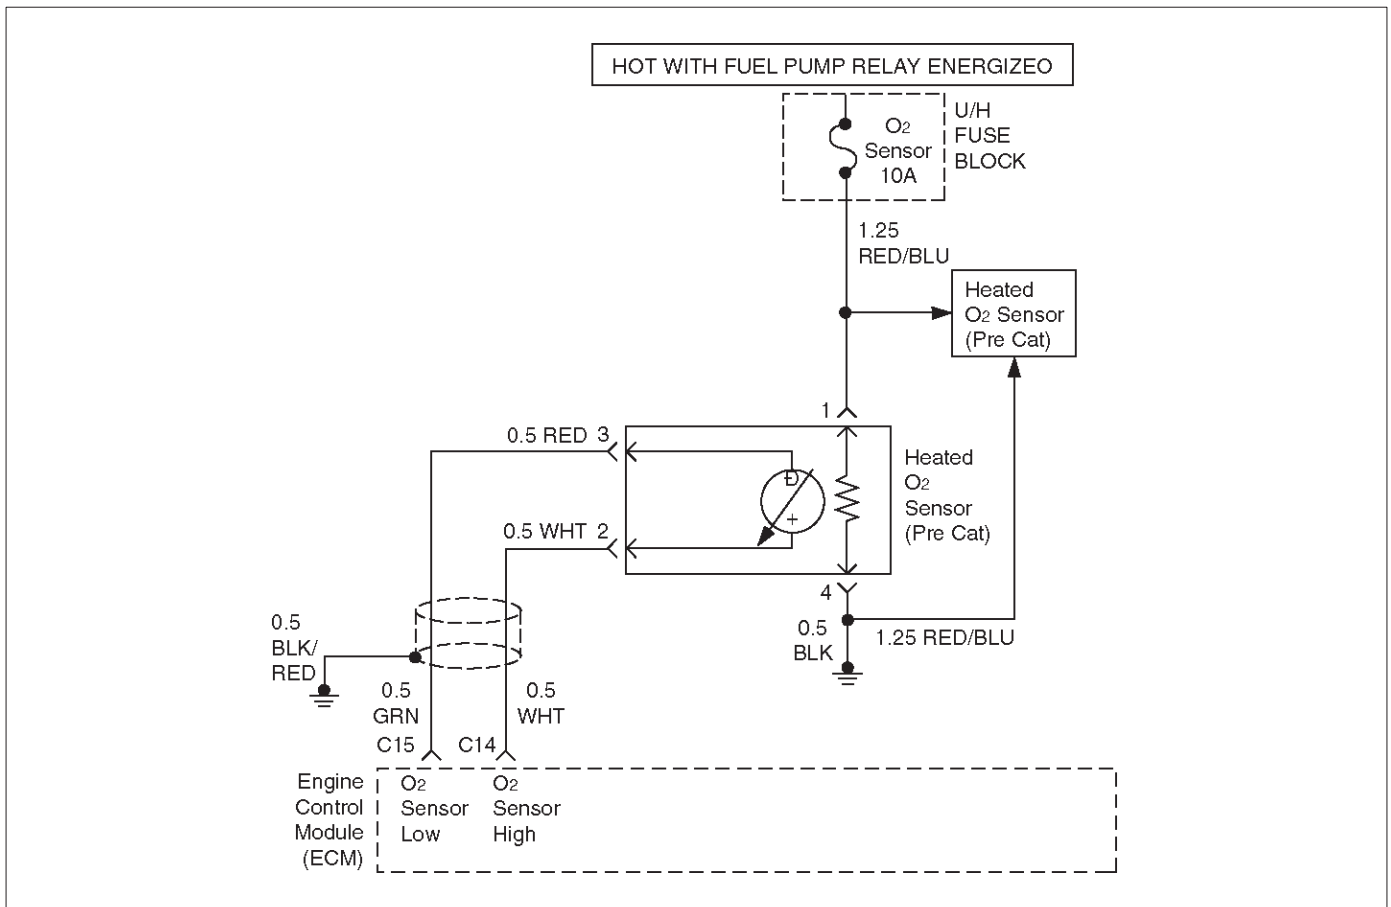 HOT WITH FUEL PUMP RELAY ENERGIZEO
O2
Sensor
10A
U/H
FUSE
BLOCK
1.25
RED/BLU
Heated
O2 Sensor
(Pre Cat)
1
0.5 RED 3
Heated
O2
Sensor
(Pre Cat)
D
+
0.5 WHT 2
4
0.5
BLK
1.25 RED/BLU
0.5
BLK/
RED
0.5
GRN
0.5
WHT
C15
C14
Engine
Control
Module
(ECM)
O2
Sensor
Low
O2
Sensor
High